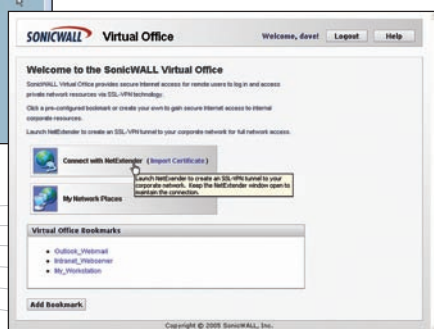 SONICWALL Virtual Office Welcome, dave! Logout Help
Welcome to the SonicWALL Virtual Office
SonicWALL Virtual Office provides secure Internet access for remote users to log in and access
private network resources via SSL-VPN technology.
Click a pre-configured bookmark or create your own to gain secure Internet access to internal
corporate resources.
Launch NetExtender to create an SSL-VPN tunnel to your corporate network for full network access.
Connect with NetExtender (Import Certificate)
Launch NetExtender to create an SSL-VPN tunnel to your
corporate network. Keep the NetExtender window open to
maintain the connection.
My Network Places
Virtual Office Bookmarks
Outlook_Webmail
Intranet_Webserver
My_Workstation
Add Bookmark
Copyright © 2005 SonicWALL, Inc.